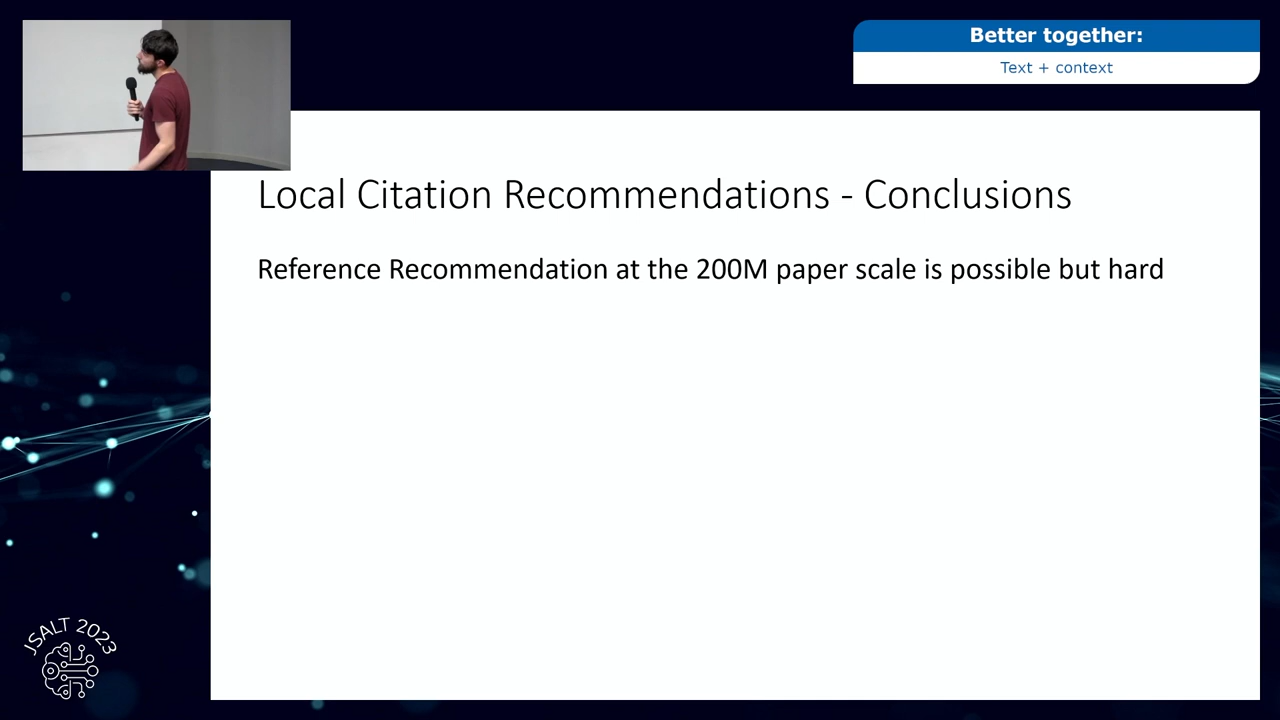 Better together:
Text + context
Local Citation Recommendations - Conclusions
Reference Recommendation at the 200M paper scale is possible but hard
JSALT 2023